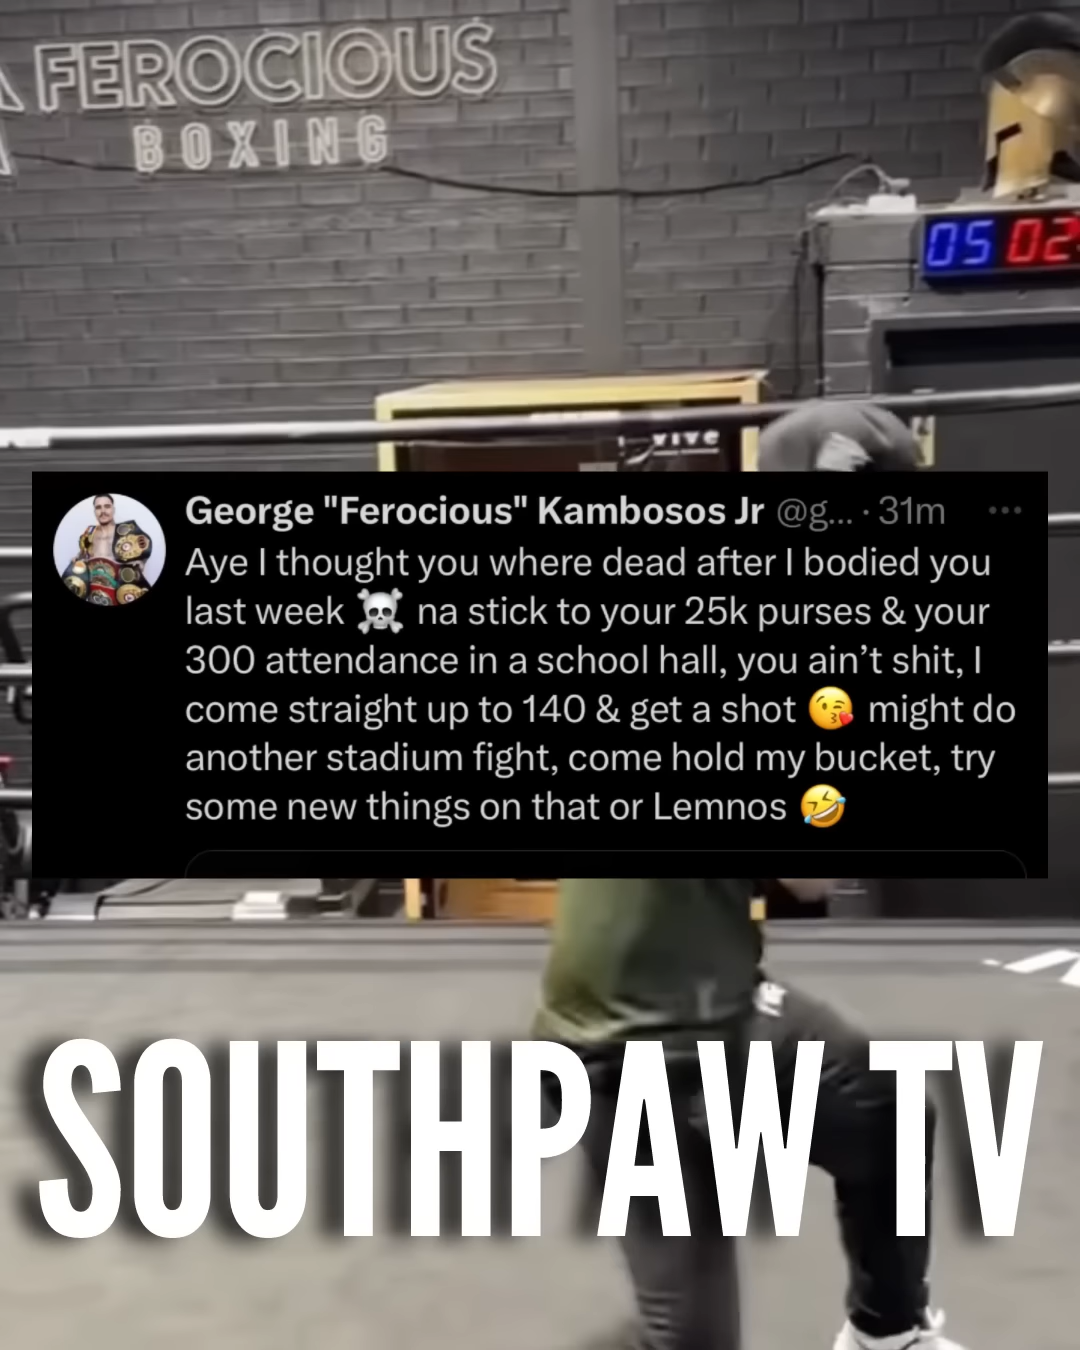 FEROCIOUS
BOXING
05 02
vive
George "Ferocious" Kambosos Jr @g... · 31m ...
Aye I thought you where dead after I bodied you
last week ☠️ na stick to your 25k purses & your
300 attendance in a school hall, you ain’t shit, I
come straight up to 140 & get a shot 😘 might do
another stadium fight, come hold my bucket, try
some new things on that or Lemnos 🤣
SOUTHPAW TV